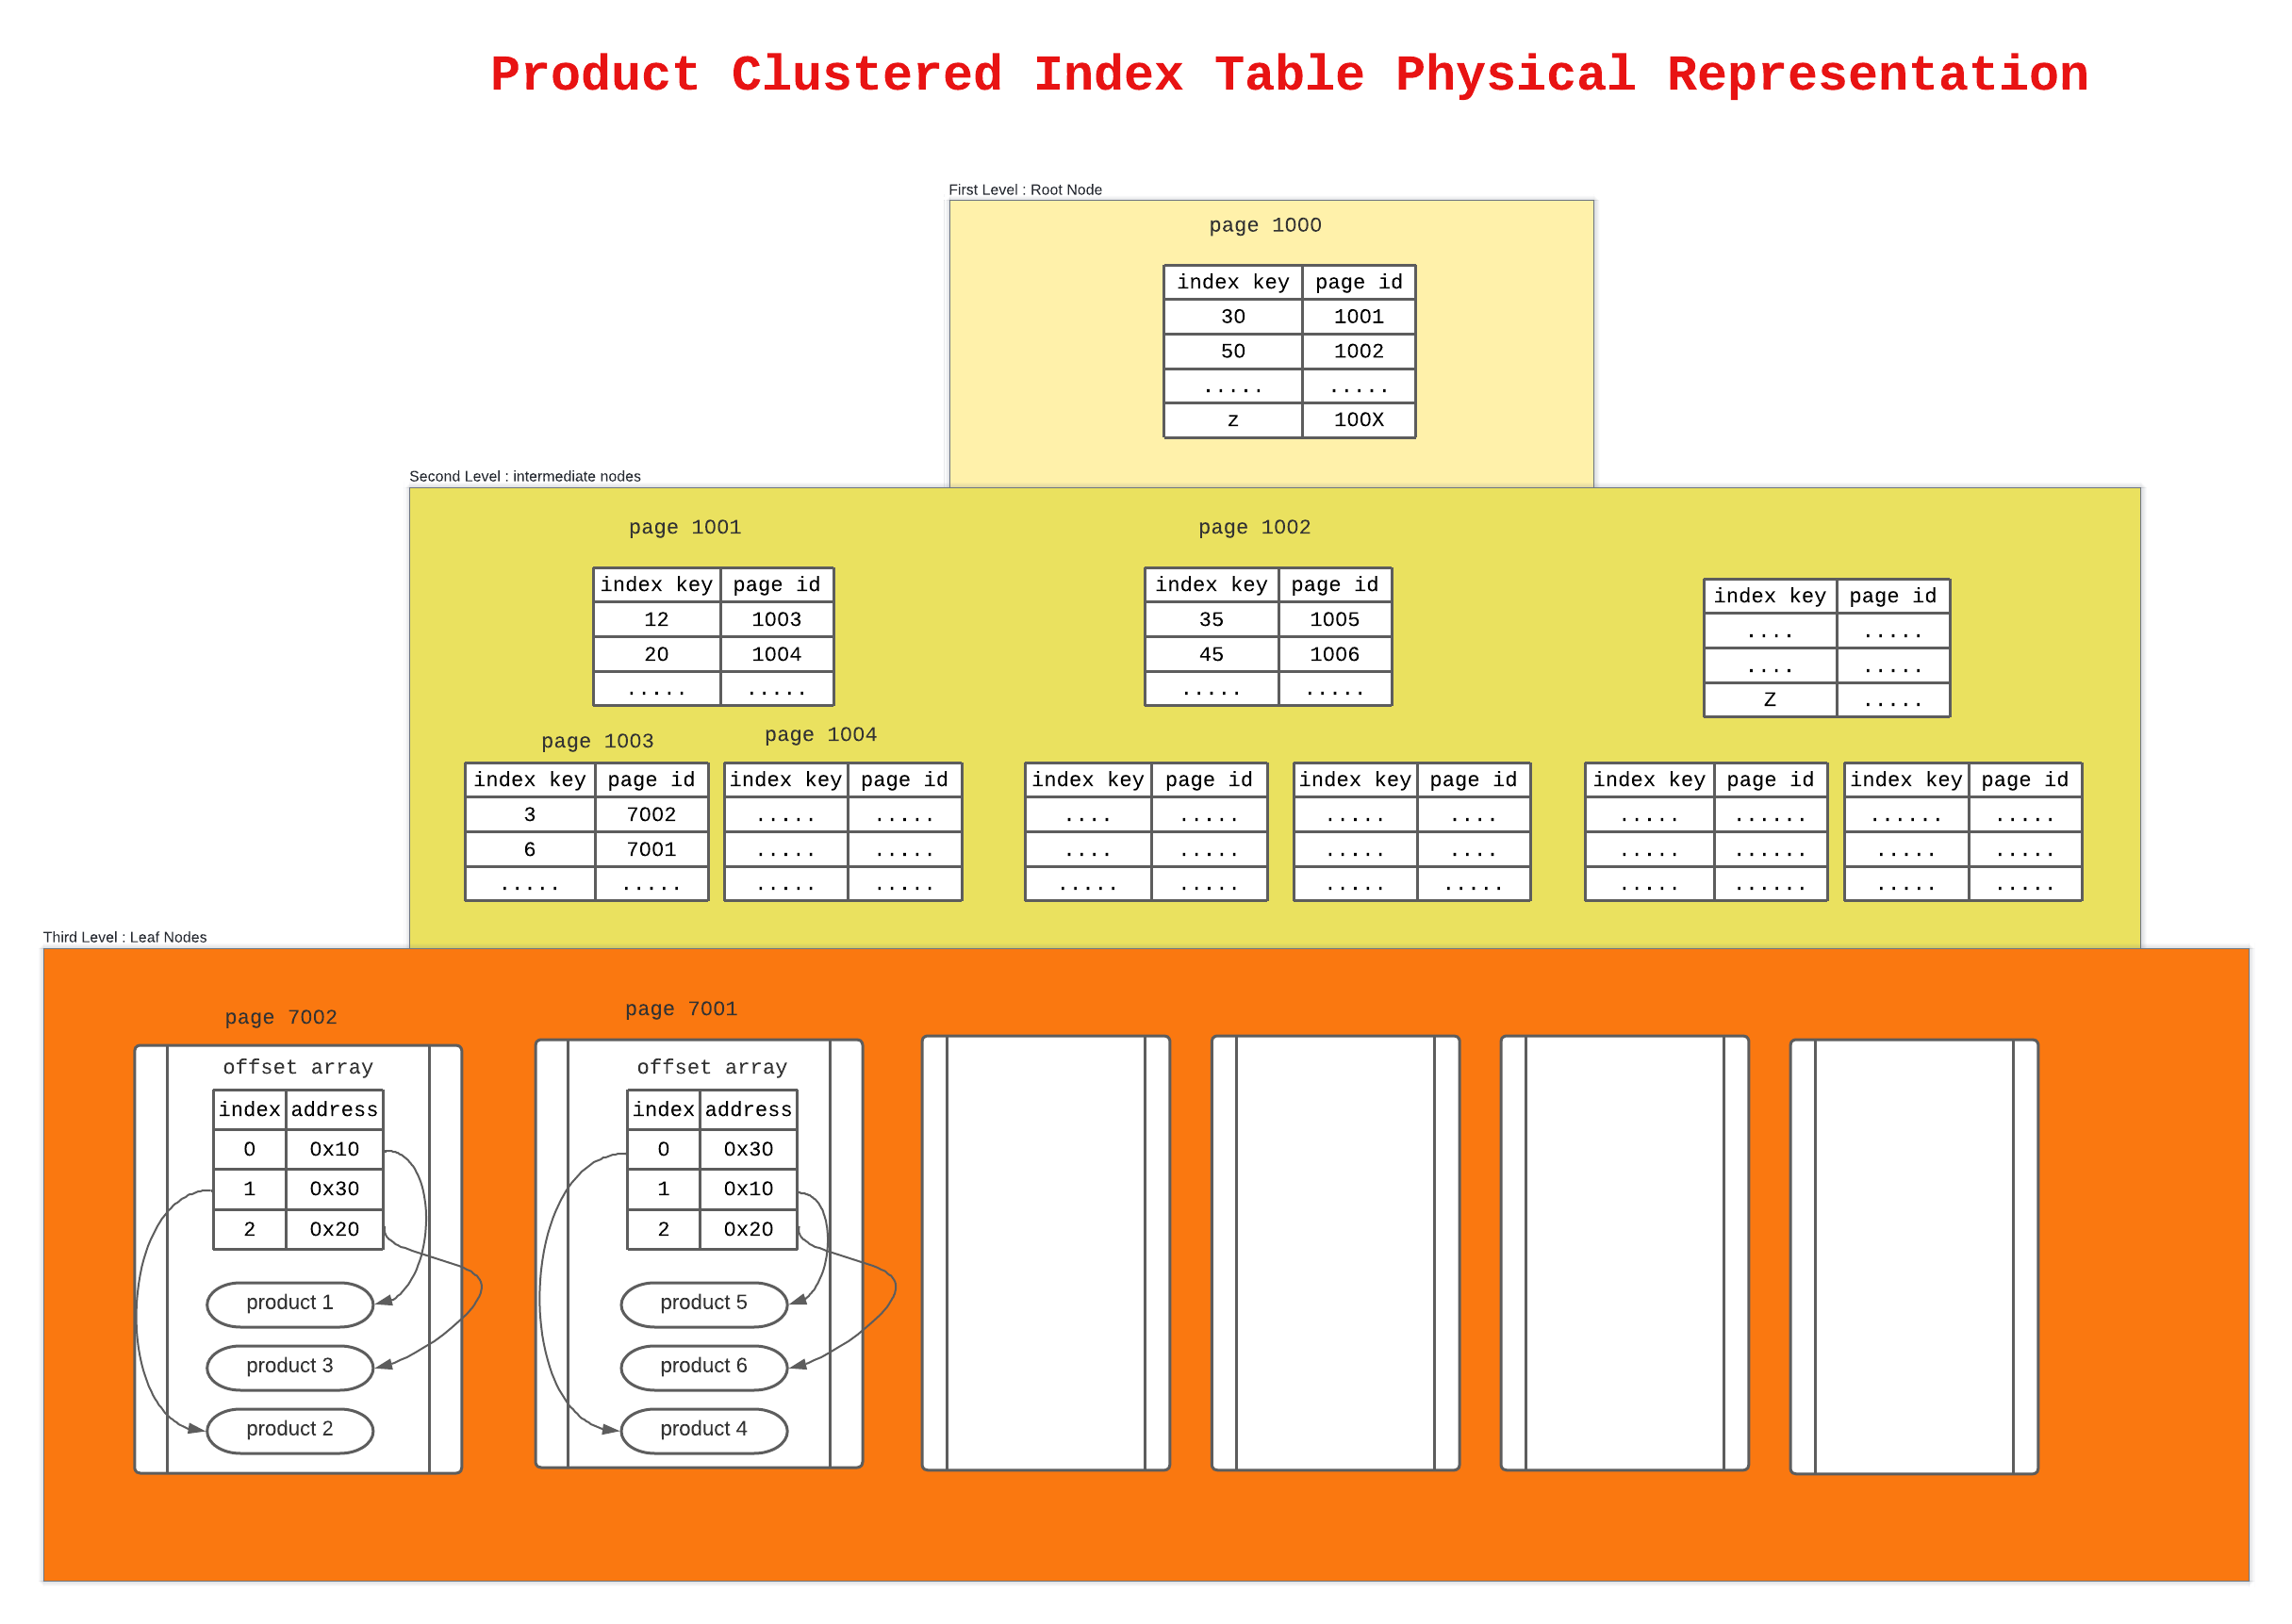 Product Clustered Index Table Physical Representation
First Level : Root Node
page 1000
index key page id
30 1001
50 1002
..... .....
z 100X
Second Level : intermediate nodes
page 1001
index key page id
12 1003
20 1004
..... .....
page 1002
index key page id
35 1005
45 1006
..... .....
index key page id
.... .....
.... .....
Z .....
page 1003
index key page id
3 7002
6 7001
..... .....
page 1004
index key page id
..... .....
..... .....
..... .....
index key page id
.... .....
.... .....
..... .....
index key page id
..... ....
..... ....
..... .....
index key page id
..... ......
..... ......
..... ......
index key page id
...... .....
..... .....
..... .....
Third Level : Leaf Nodes
page 7002
offset array
index address
0 0x10
1 0x30
2 0x20
product 1
product 3
product 2
page 7001
offset array
index address
0 0x30
1 0x10
2 0x20
product 5
product 6
product 4